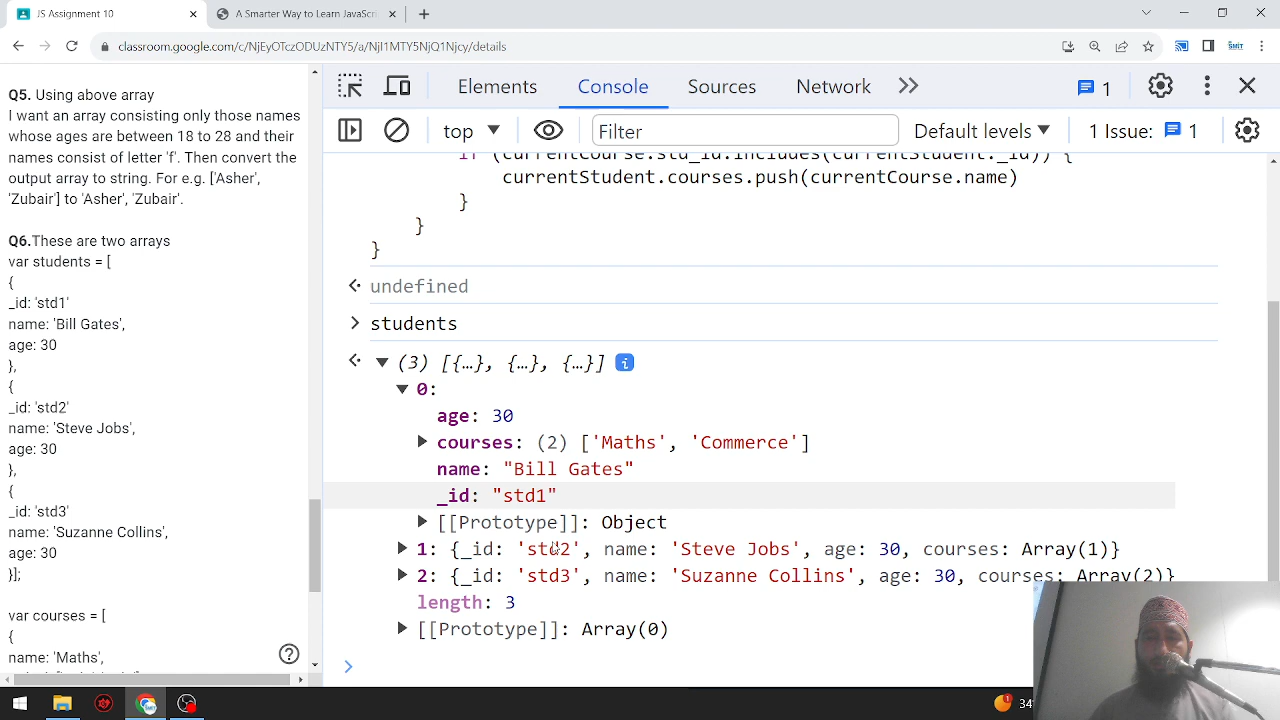 JS Assignment 10
A Smarter Way to Learn JavaScri
classroom.google.com/c/NjEyOTczODUzNTY5/a/NjI1MTY5NjQ1Njcy/details
Q5. Using above array
I want an array consisting only those names
whose ages are between 18 to 28 and their
names consist of letter 'f'. Then convert the
output array to string. For e.g. ['Asher',
'Zubair'] to 'Asher', 'Zubair'.
Q6.These are two arrays
var students = [
{
_id: 'std1'
name: 'Bill Gates',
age: 30
},
{
_id: 'std2'
name: 'Steve Jobs',
age: 30
},
{
_id: 'std3'
name: 'Suzanne Collins',
age: 30
}];
var courses = [
{
name: 'Maths',
Elements
Console
Sources
Network
1
top
Filter
Default levels
1 Issue: 1
if (currentCourse.stu_id.includes(currentStudent._id)) {
currentStudent.courses.push(currentCourse.name)
}
}
}
undefined
students
(3) [{…}, {…}, {…}]
0:
age: 30
courses: (2) ['Maths', 'Commerce']
name: "Bill Gates"
_id: "std1"
[[Prototype]]: Object
1: {_id: 'std2', name: 'Steve Jobs', age: 30, courses: Array(1)}
2: {_id: 'std3', name: 'Suzanne Collins', age: 30, courses: Array(2)}
length: 3
[[Prototype]]: Array(0)